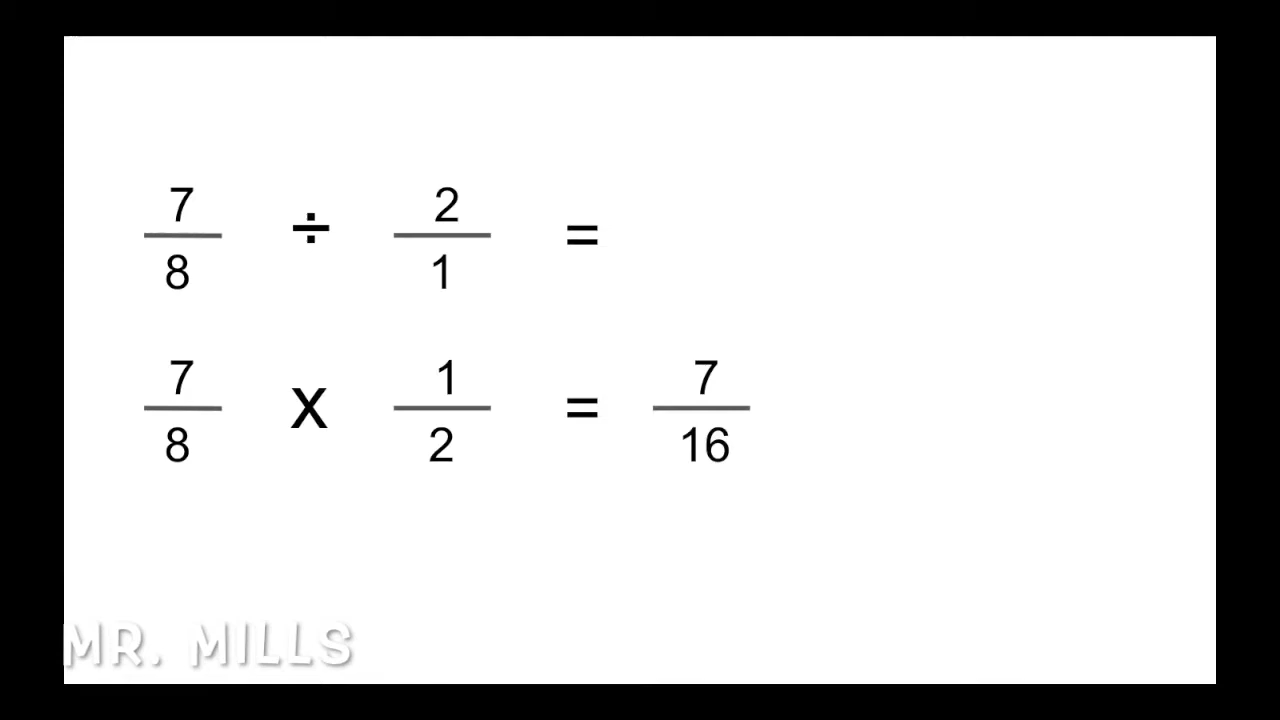 7/8 ÷ 2/1 =
7/8 x 1/2 = 7/16
MR. MILLS